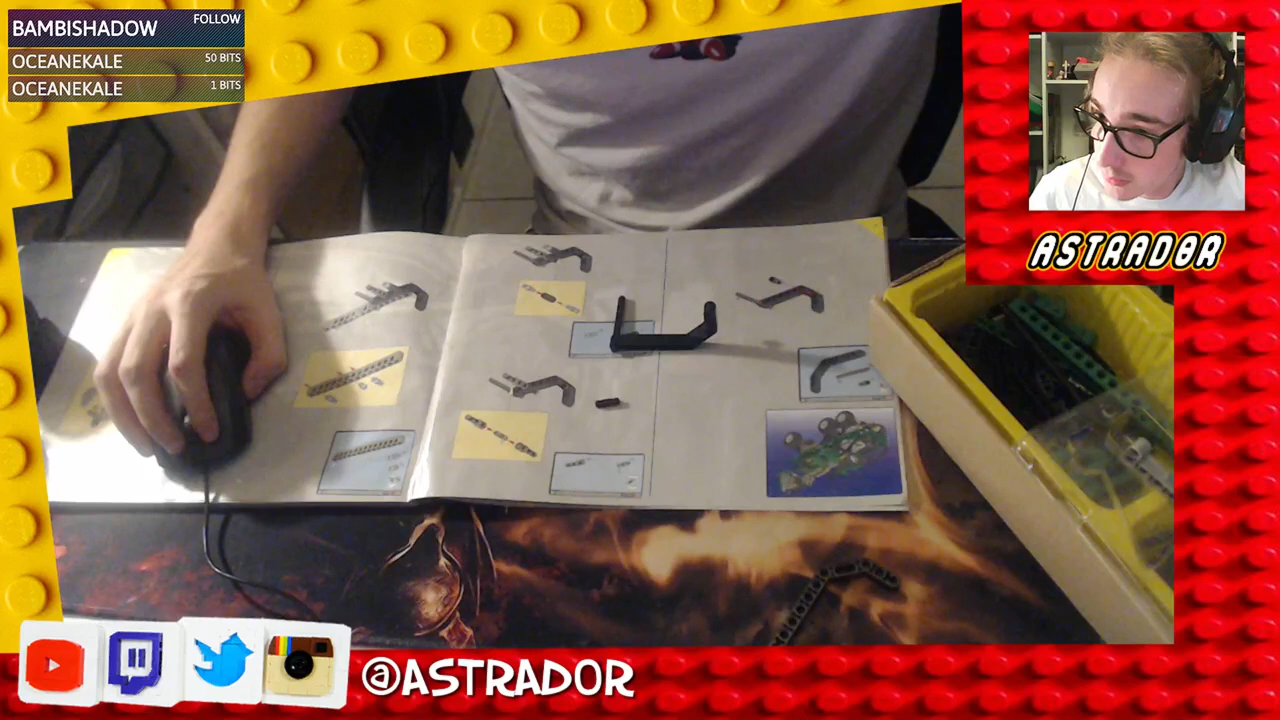 BAMBISHADOW FOLLOW
OCEANEKALE 50 BITS
OCEANEKALE 1 BITS
ASTRADOR
@ASTRADOR